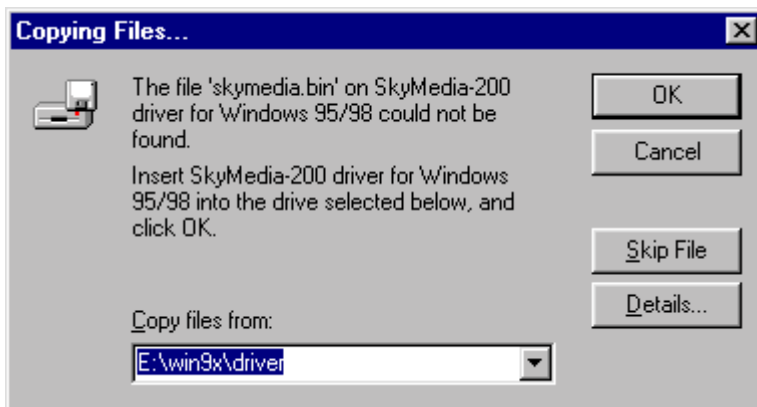 Copying Files...
The file 'skymedia.bin' on SkyMedia-200
driver for Windows 95/98 could not be
found.
Insert SkyMedia-200 driver for Windows
95/98 into the drive selected below, and
click OK.
OK
Cancel
Skip File
Details...
Copy files from:
E:\win9x\driver